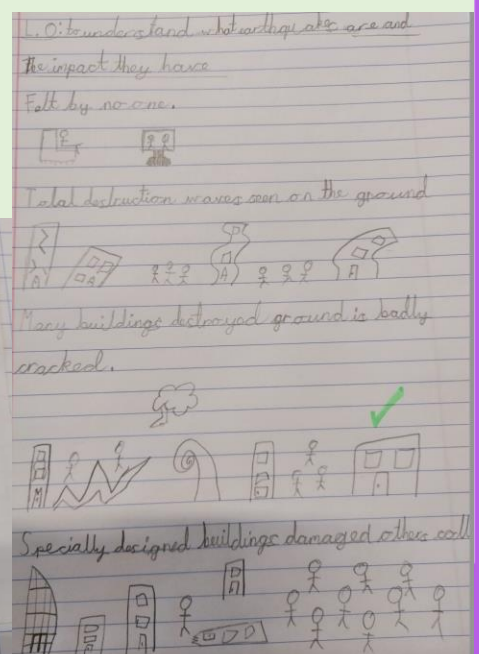 L.O: to understand what earthquakes are and
the impact they have
Felt by no one.
Total destruction waves seen on the ground
Many buildings destroyed ground is badly
cracked.
Specially designed buildings damaged others coll